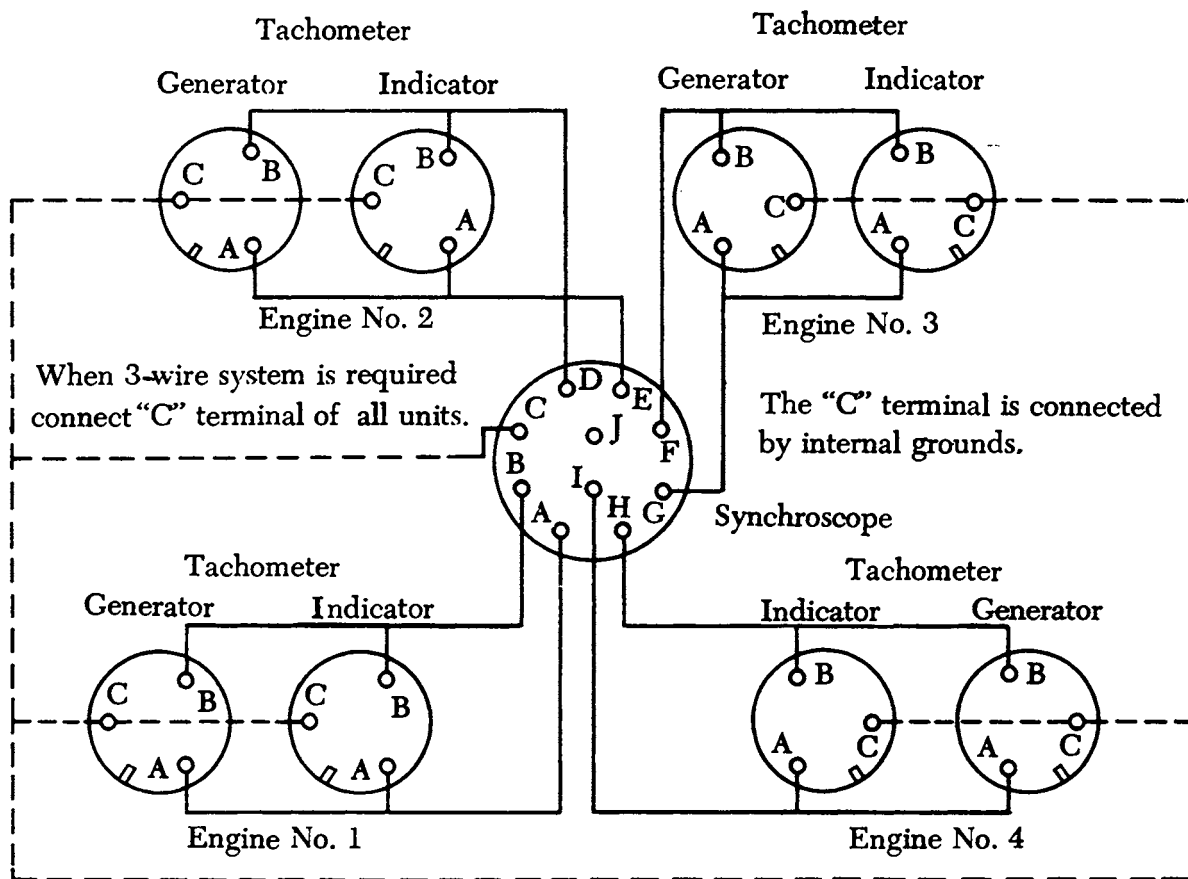 Tachometer
Generator Indicator
B B
C C
A A
Engine No. 2
Tachometer
Generator Indicator
B B
C C
A A
Engine No. 3
When 3-wire system is required
connect "C" terminal of all units.
The "C" terminal is connected
by internal grounds.
D E
C J F
B I
A H G
Synchroscope
Tachometer
Generator Indicator
C B C B
A A
Engine No. 1
Tachometer
Indicator Generator
B B
A C A C
Engine No. 4